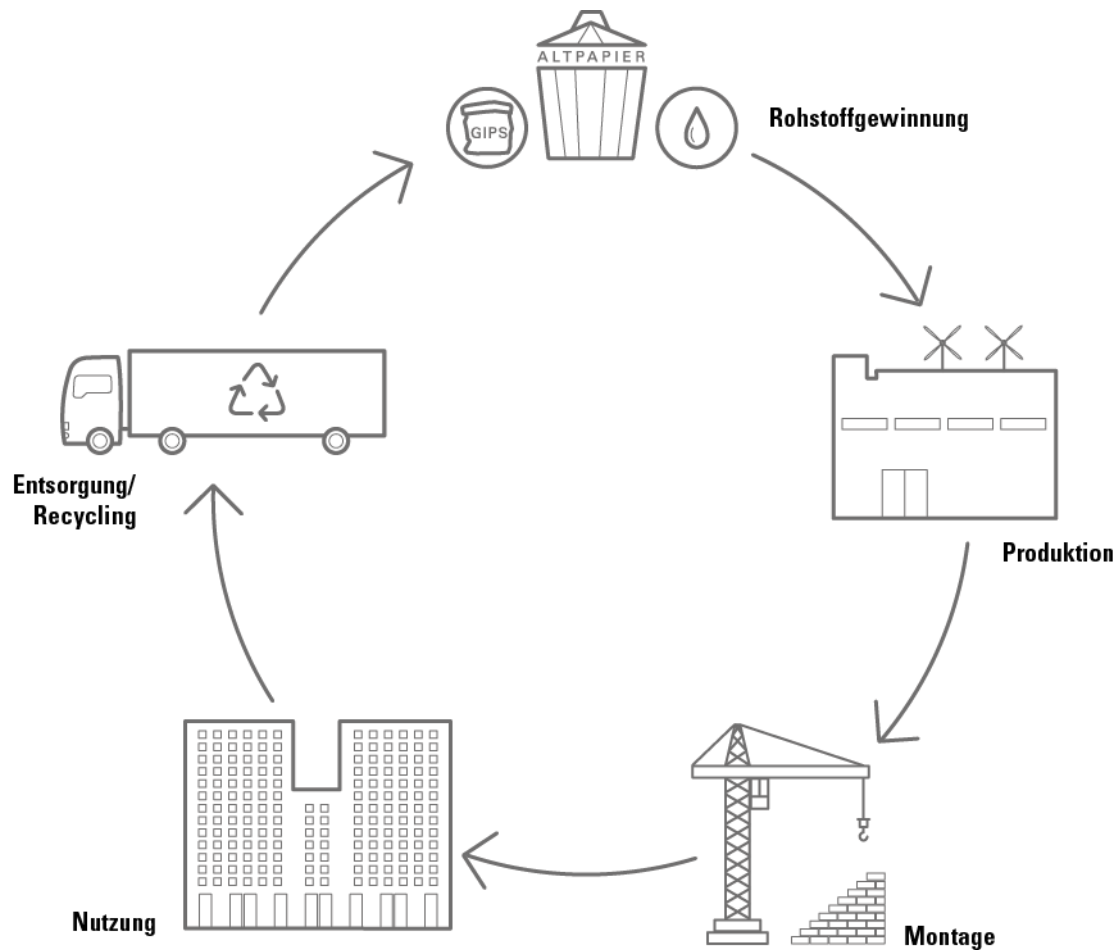 ALTPAPIER
GIPS
Rohstoffgewinnung
Entsorgung/
Recycling
Produktion
Nutzung
Montage